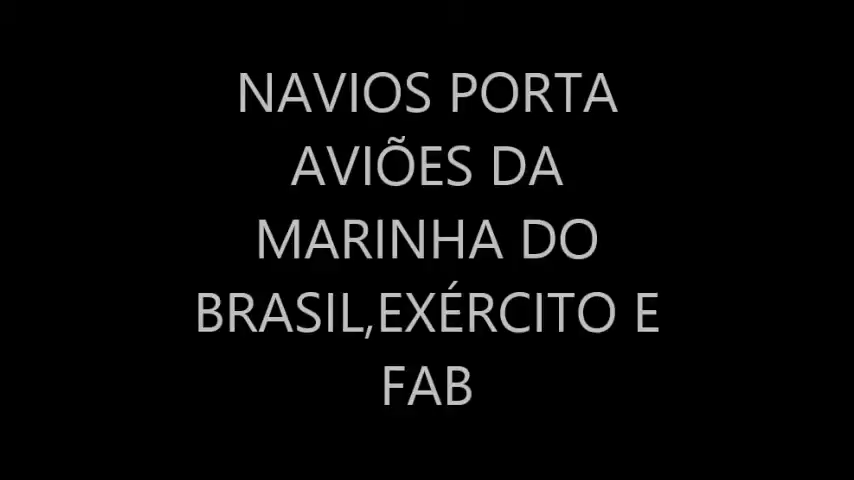 NAVIOS PORTA
AVIÕES DA
MARINHA DO
BRASIL,EXÉRCITO E
FAB